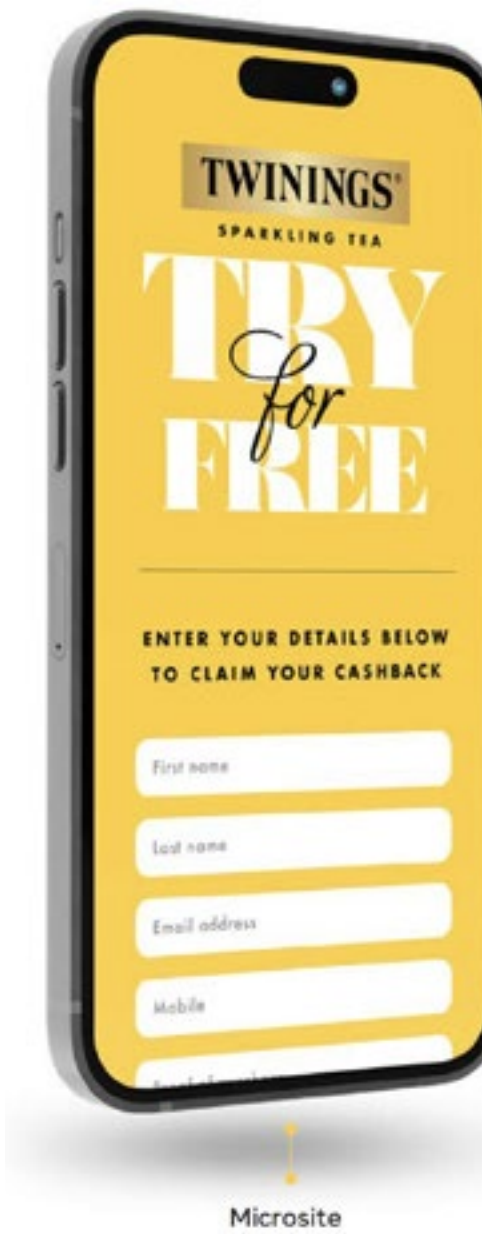 TWININGS®
SPARKLING TEA
TRY
for
FREE
ENTER YOUR DETAILS BELOW
TO CLAIM YOUR CASHBACK
First name
Last name
Email address
Mobile
Microsite